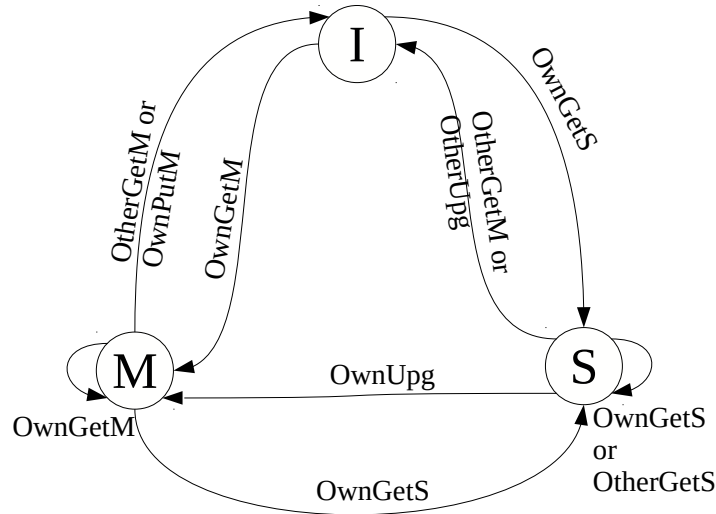 I
OwnGetS
OtherGetM or
OtherUpg
OtherGetM or
OwnPutM
OwnGetM
M
S
OwnUpg
OwnGetM
OwnGetS
or
OtherGetS
OwnGetS